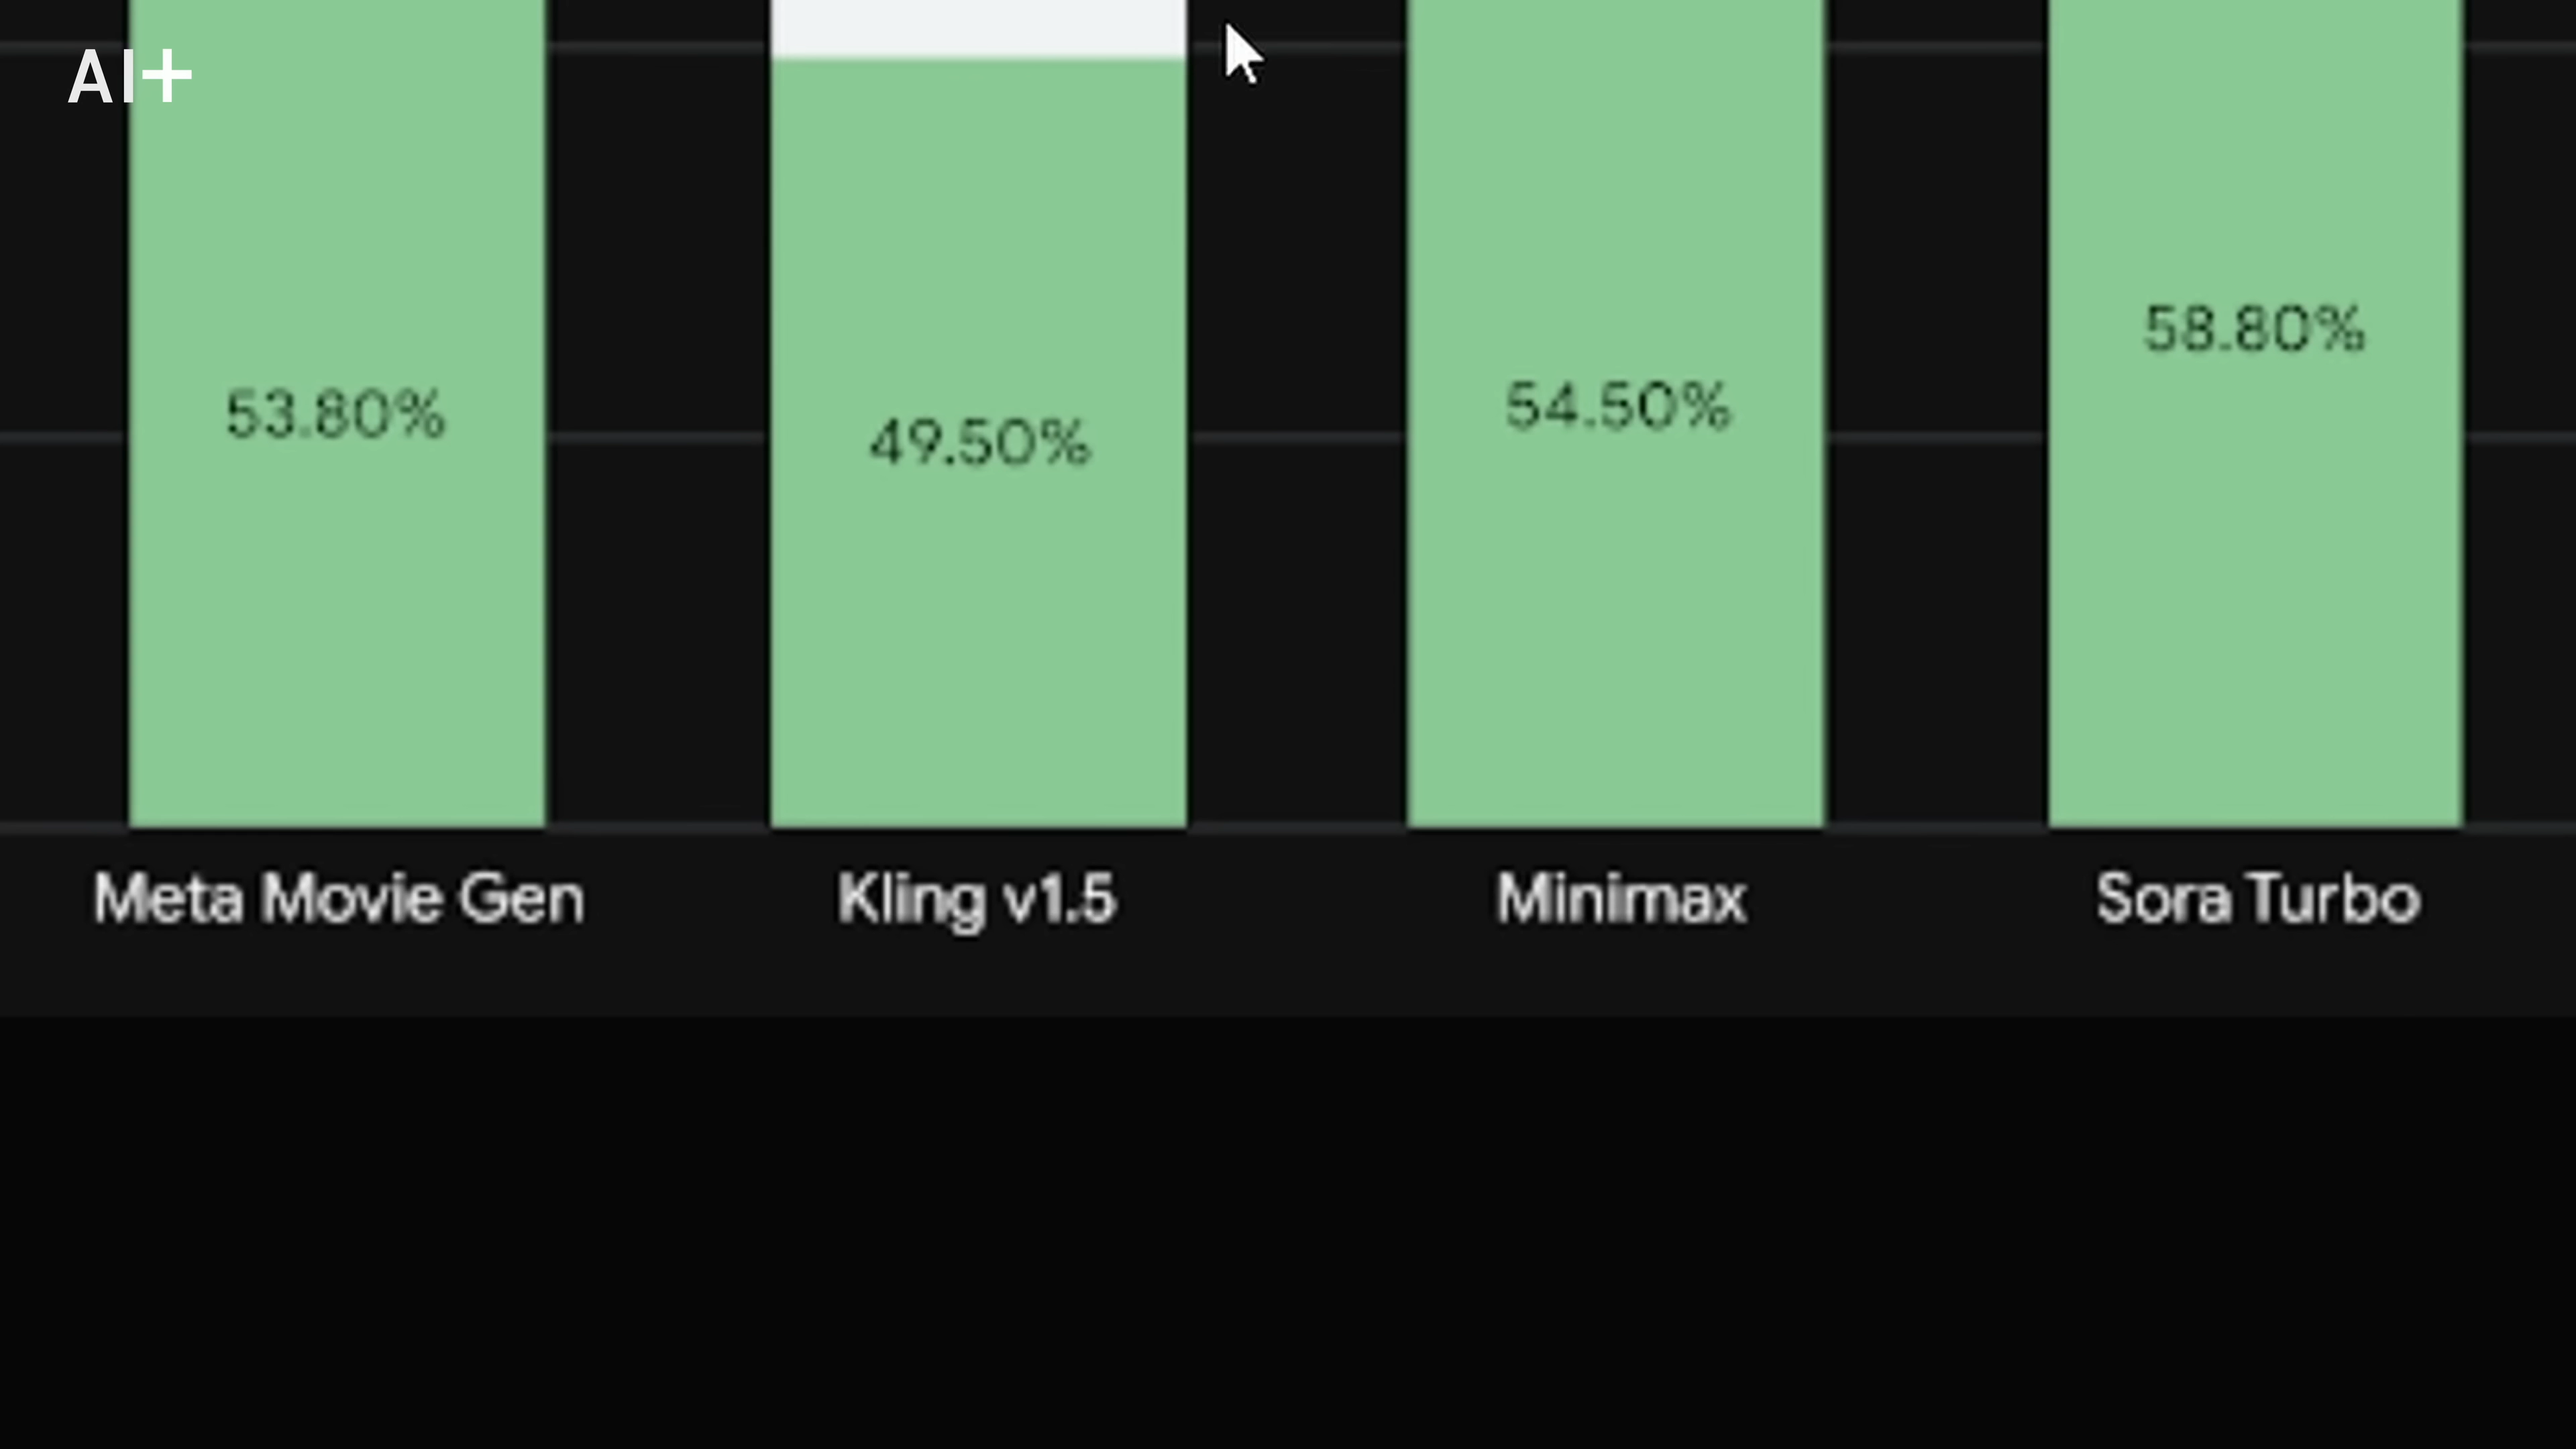 AI+
53.80%
49.50%
54.50%
58.80%
Meta Movie Gen
Kling v1.5
Minimax
Sora Turbo